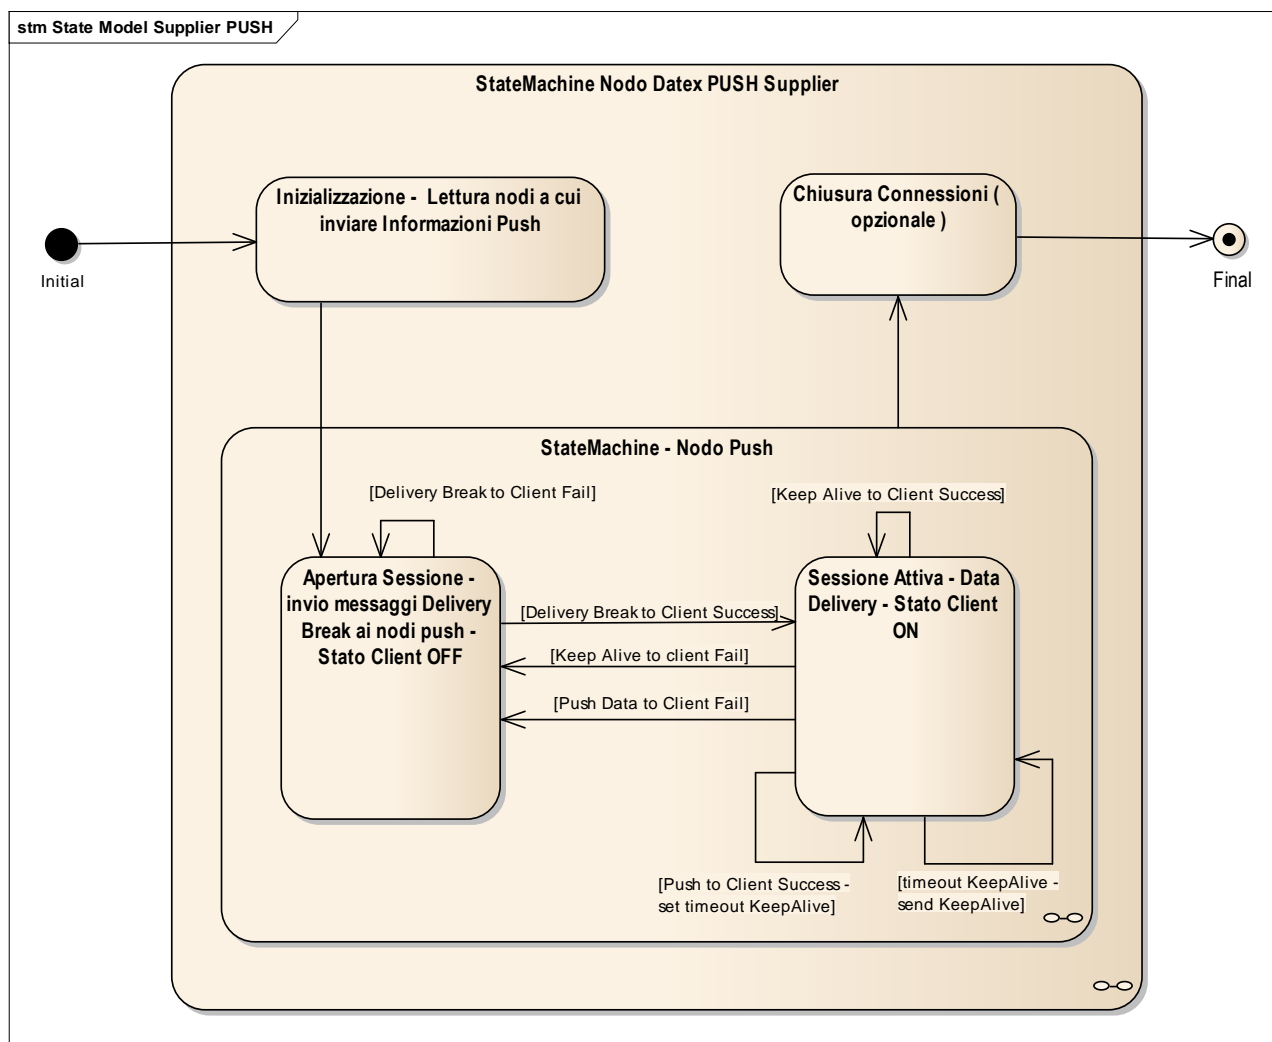 stm State Model Supplier PUSH
StateMachine Nodo Datex PUSH Supplier
Inizializzazione - Lettura nodi a cui
inviare Informazioni Push
Chiusura Connessioni (
opzionale )
Initial
Final
StateMachine - Nodo Push
[Delivery Break to Client Fail]
[Keep Alive to Client Success]
Apertura Sessione -
invio messaggi Delivery
Break ai nodi push -
Stato Client OFF
Sessione Attiva - Data
Delivery - Stato Client
ON
[Delivery Break to Client Success]
[Keep Alive to client Fail]
[Push Data to Client Fail]
[Push to Client Success -
set timeout KeepAlive]
[timeout KeepAlive -
send KeepAlive]